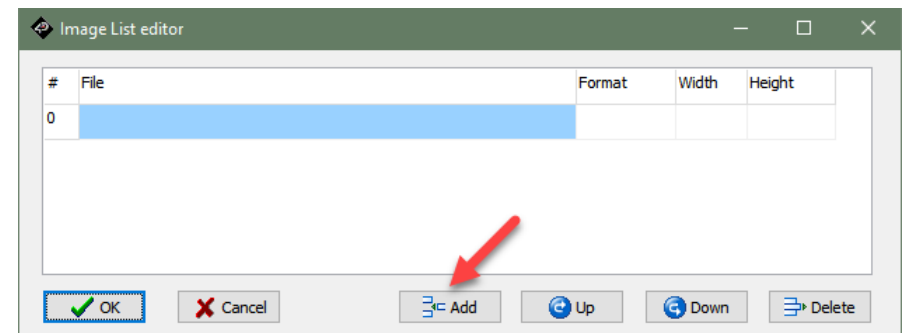 Image List editor
# File Format Width Height
0
OK Cancel Add Up Down Delete